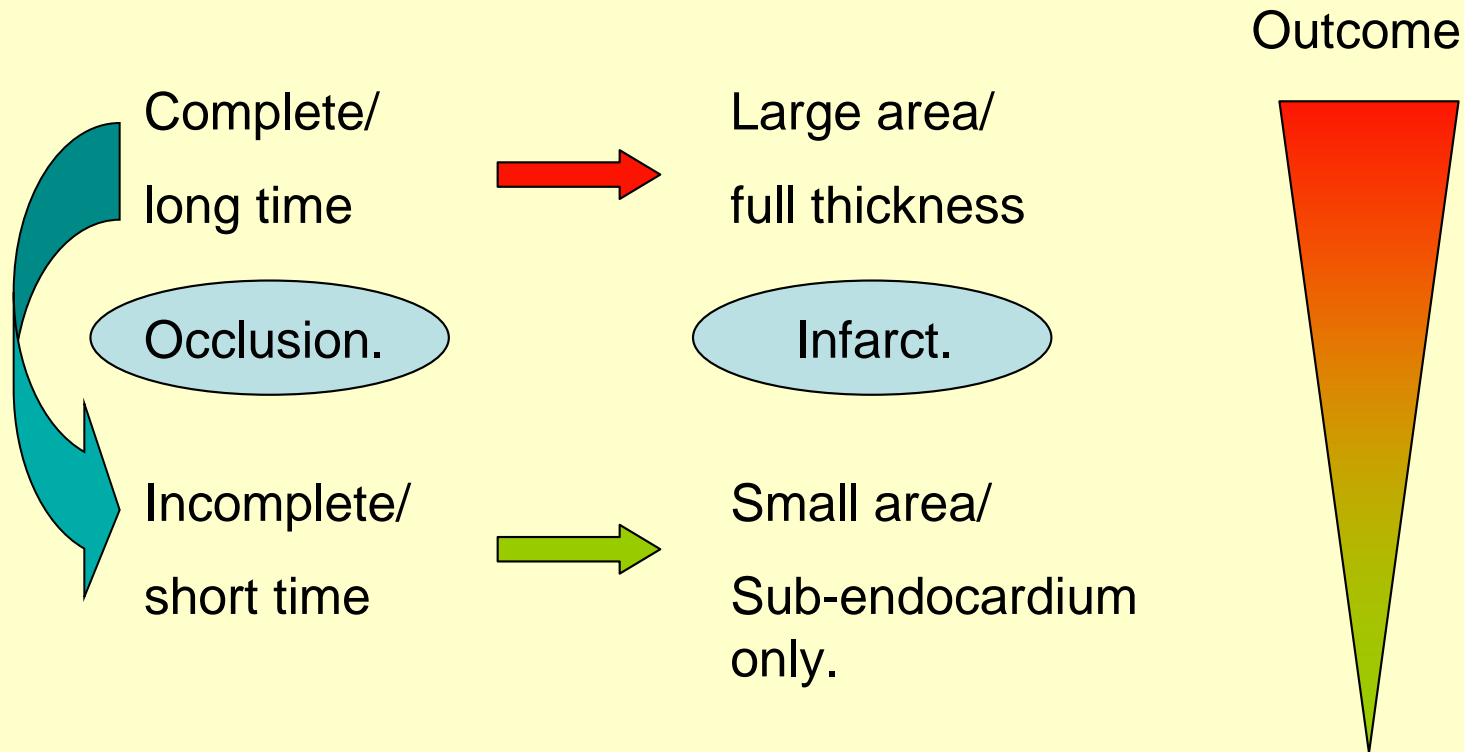 Outcome
Complete/
long time
Large area/
full thickness
Occlusion.
Infarct.
Incomplete/
short time
Small area/
Sub-endocardium
only.